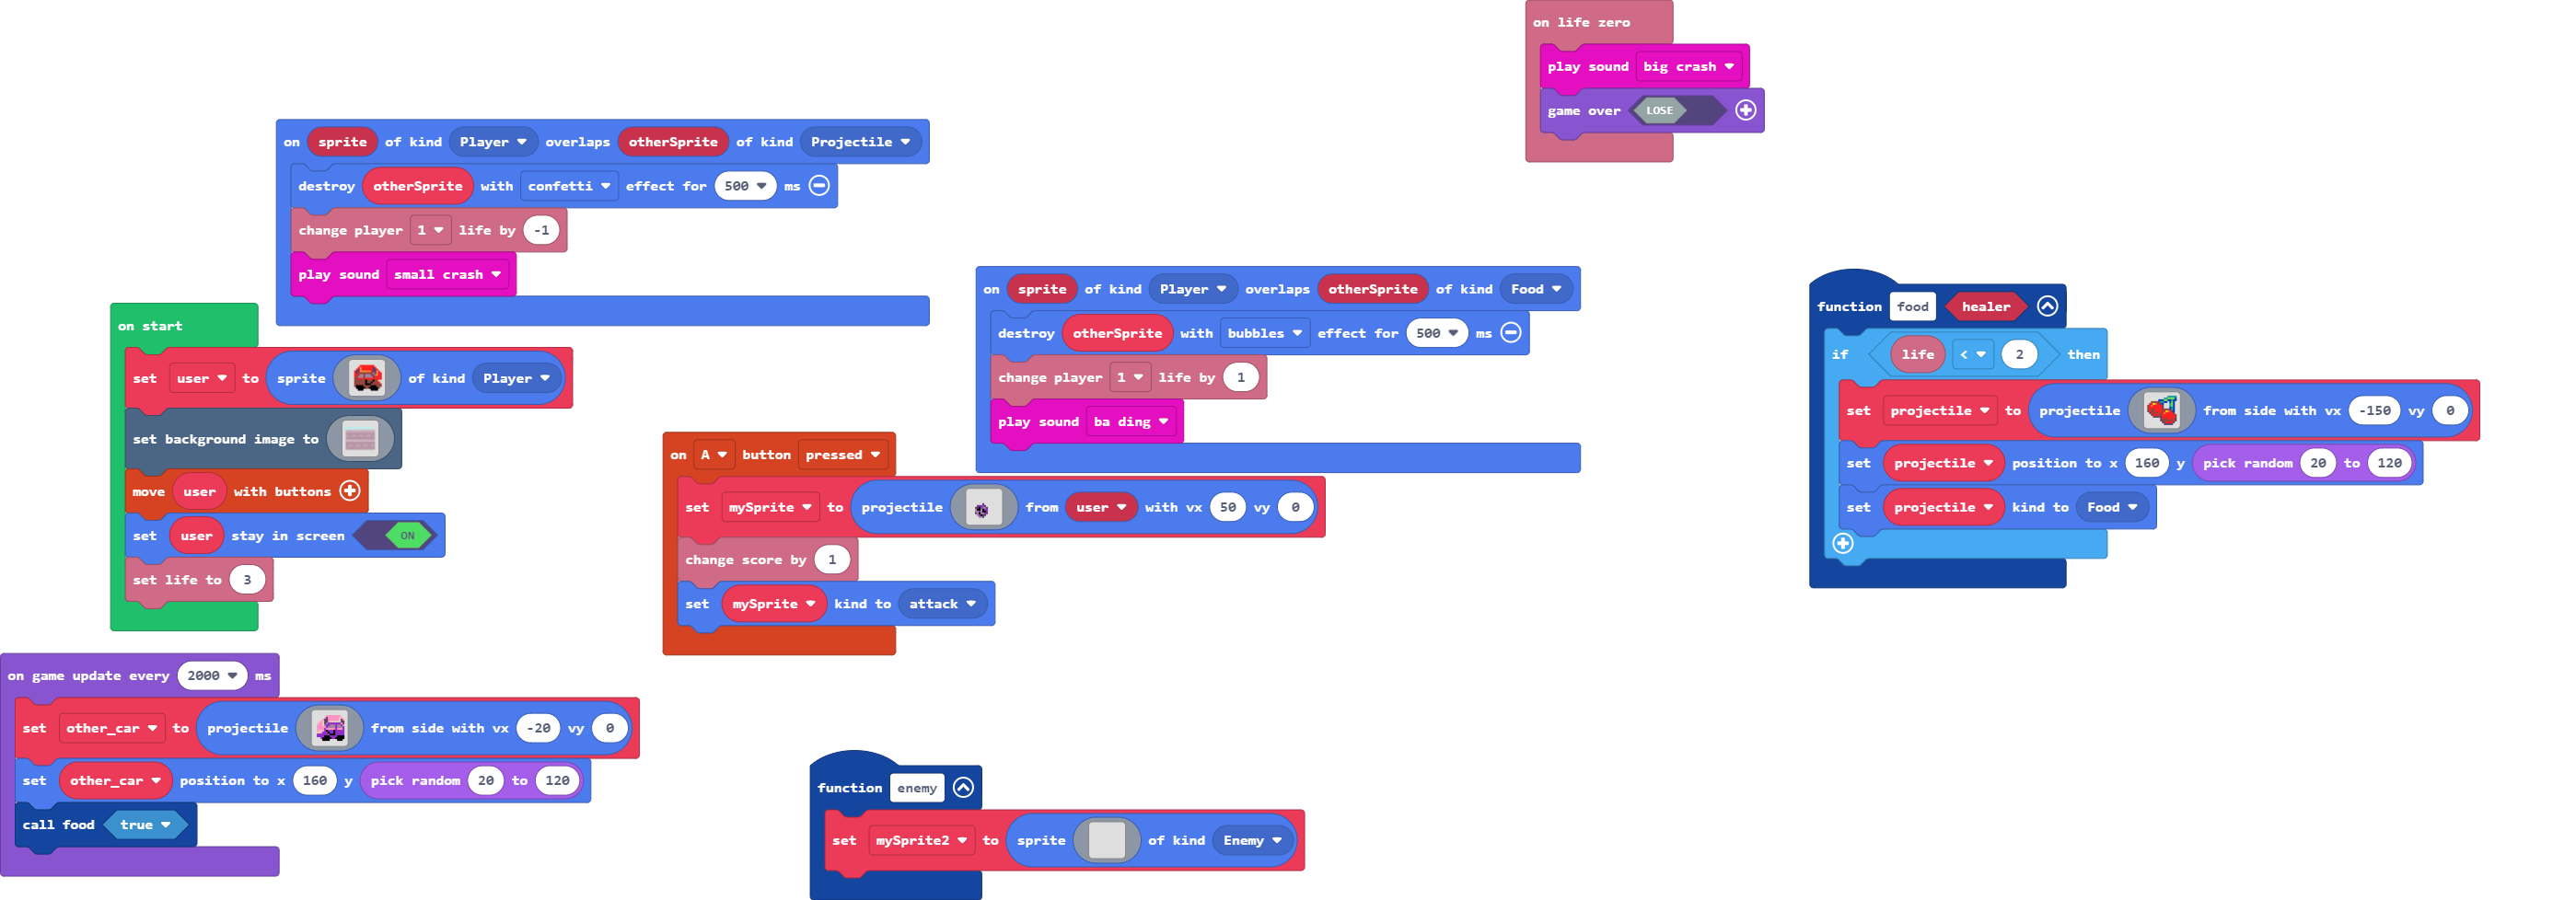 on life zero
play sound big crash
game over LOSE
on sprite of kind Player overlaps otherSprite of kind Projectile
destroy otherSprite with confetti effect for 500 ms
change player 1 life by -1
play sound small crash
on sprite of kind Player overlaps otherSprite of kind Food
destroy otherSprite with bubbles effect for 500 ms
change player 1 life by 1
play sound ba ding
function food healer
if life < 2 then
set projectile to projectile from side with vx -150 vy 0
set projectile position to x 160 y pick random 20 to 120
set projectile kind to Food
on start
set user to sprite of kind Player
set background image to
move user with buttons
set user stay in screen ON
set life to 3
on A button pressed
set mySprite to projectile from user with vx 50 vy 0
change score by 1
set mySprite kind to attack
on game update every 2000 ms
set other_car to projectile from side with vx -20 vy 0
set other_car position to x 160 y pick random 20 to 120
call food true
function enemy
set mySprite2 to sprite of kind Enemy